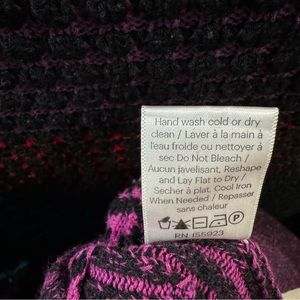 Hand wash cold or dry
clean / Laver à la main à
l'eau froide ou nettoyer à
sec Do Not Bleach /
Aucun javelisant, Reshape
and Lay Flat to Dry /
Sécher à plat, Cool Iron
When Needed / Repasser
sans chaleur
P
RN 155923